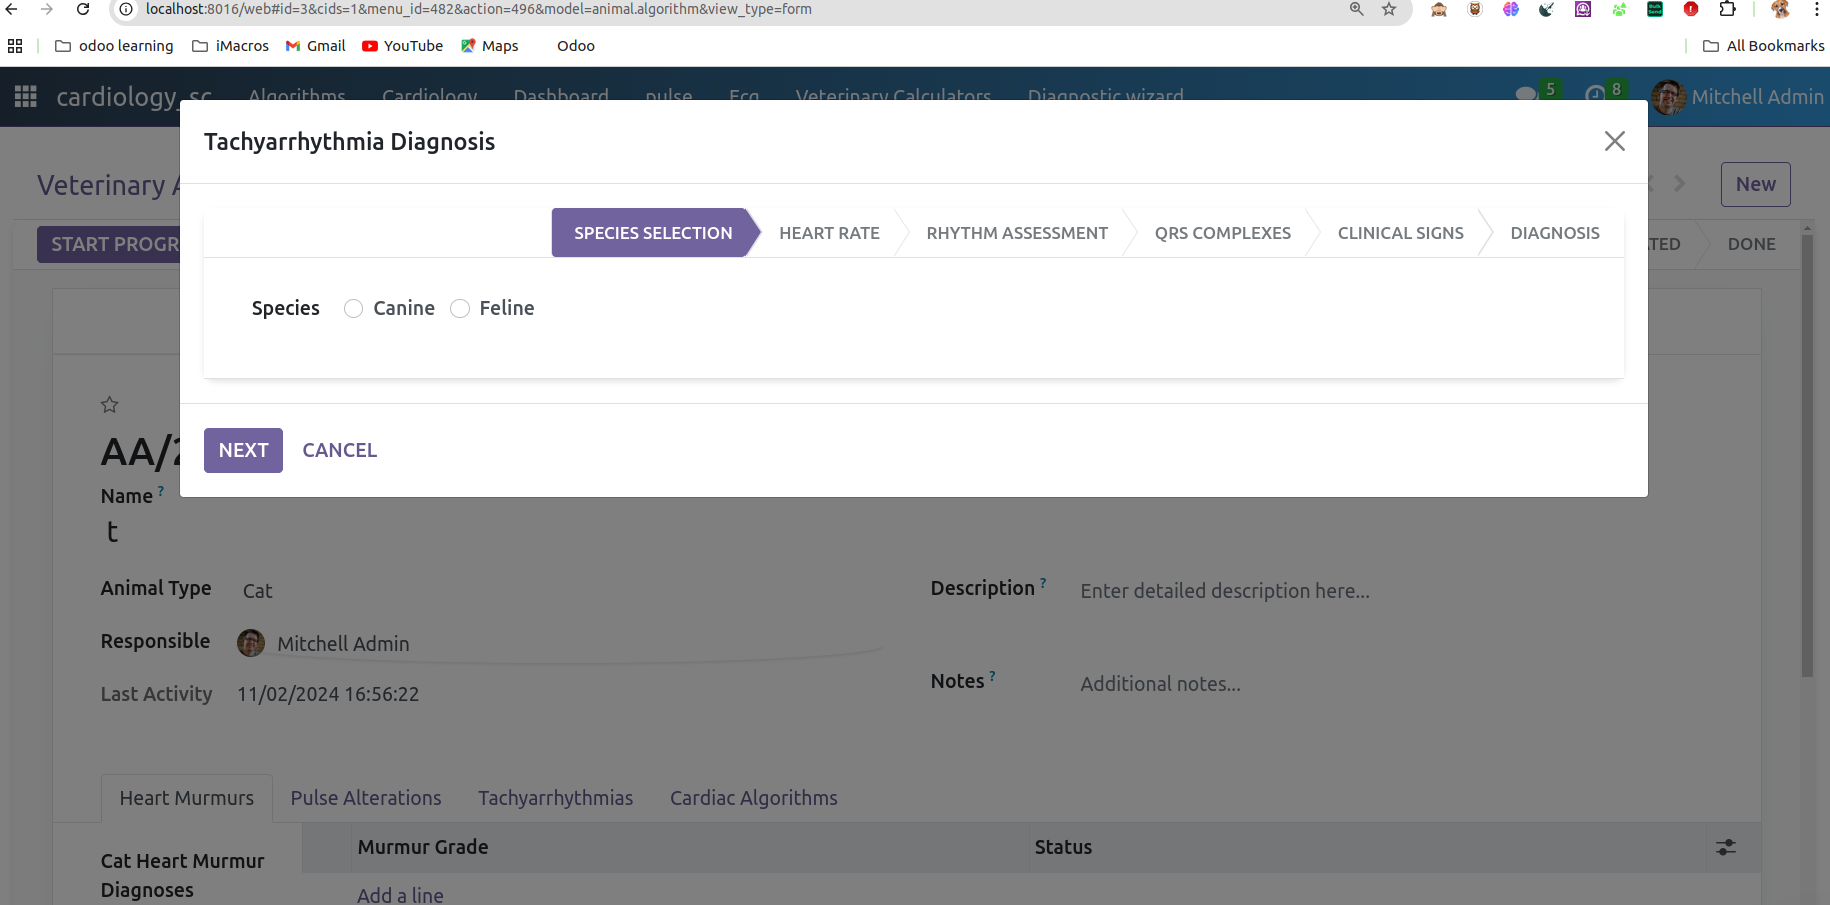 localhost:8016/web#id=3&cids=1&menu_id=482&action=496&model=animal.algorithm&view_type=form
odoo learning iMacros Gmail YouTube Maps Odoo All Bookmarks
cardiology_sc Algorithms Cardiology Dashboard pulse Ecg Veterinary Calculators Diagnostic wizard 5 8 Mitchell Admin
Tachyarrhythmia Diagnosis
Veterinary New
START PROGR SPECIES SELECTION HEART RATE RHYTHM ASSESSMENT QRS COMPLEXES CLINICAL SIGNS DIAGNOSIS TED DONE
Species Canine Feline
NEXT CANCEL
AA/2
Name ?
t
Animal Type Cat Description ? Enter detailed description here...
Responsible Mitchell Admin
Notes ? Additional notes...
Last Activity 11/02/2024 16:56:22
Heart Murmurs Pulse Alterations Tachyarrhythmias Cardiac Algorithms
Cat Heart Murmur
Diagnoses
Murmur Grade Status
Add a line